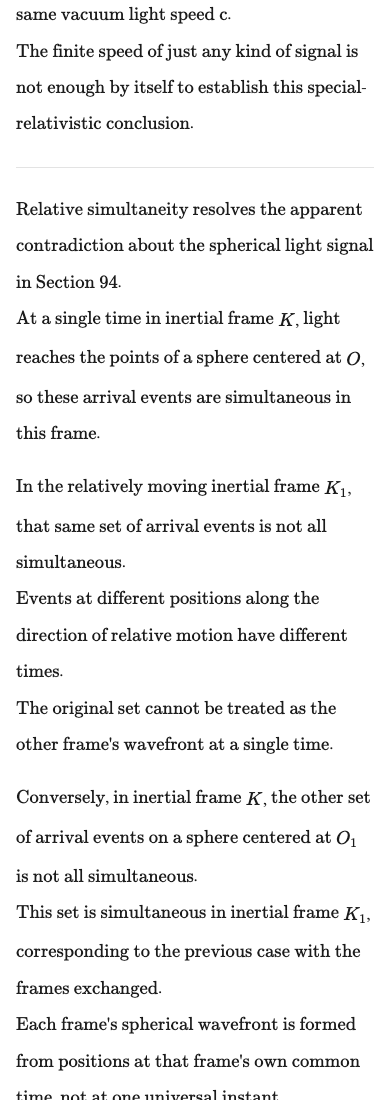 same vacuum light speed c.
The finite speed of just any kind of signal is
not enough by itself to establish this special-
relativistic conclusion.
Relative simultaneity resolves the apparent
contradiction about the spherical light signal
in Section 94.
At a single time in inertial frame K, light
reaches the points of a sphere centered at O,
so these arrival events are simultaneous in
this frame.
In the relatively moving inertial frame K₁,
that same set of arrival events is not all
simultaneous.
Events at different positions along the
direction of relative motion have different
times.
The original set cannot be treated as the
other frame's wavefront at a single time.
Conversely, in inertial frame K, the other set
of arrival events on a sphere centered at O₁
is not all simultaneous.
This set is simultaneous in inertial frame K₁,
corresponding to the previous case with the
frames exchanged.
Each frame's spherical wavefront is formed
from positions at that frame's own common
time, not at one universal instant.